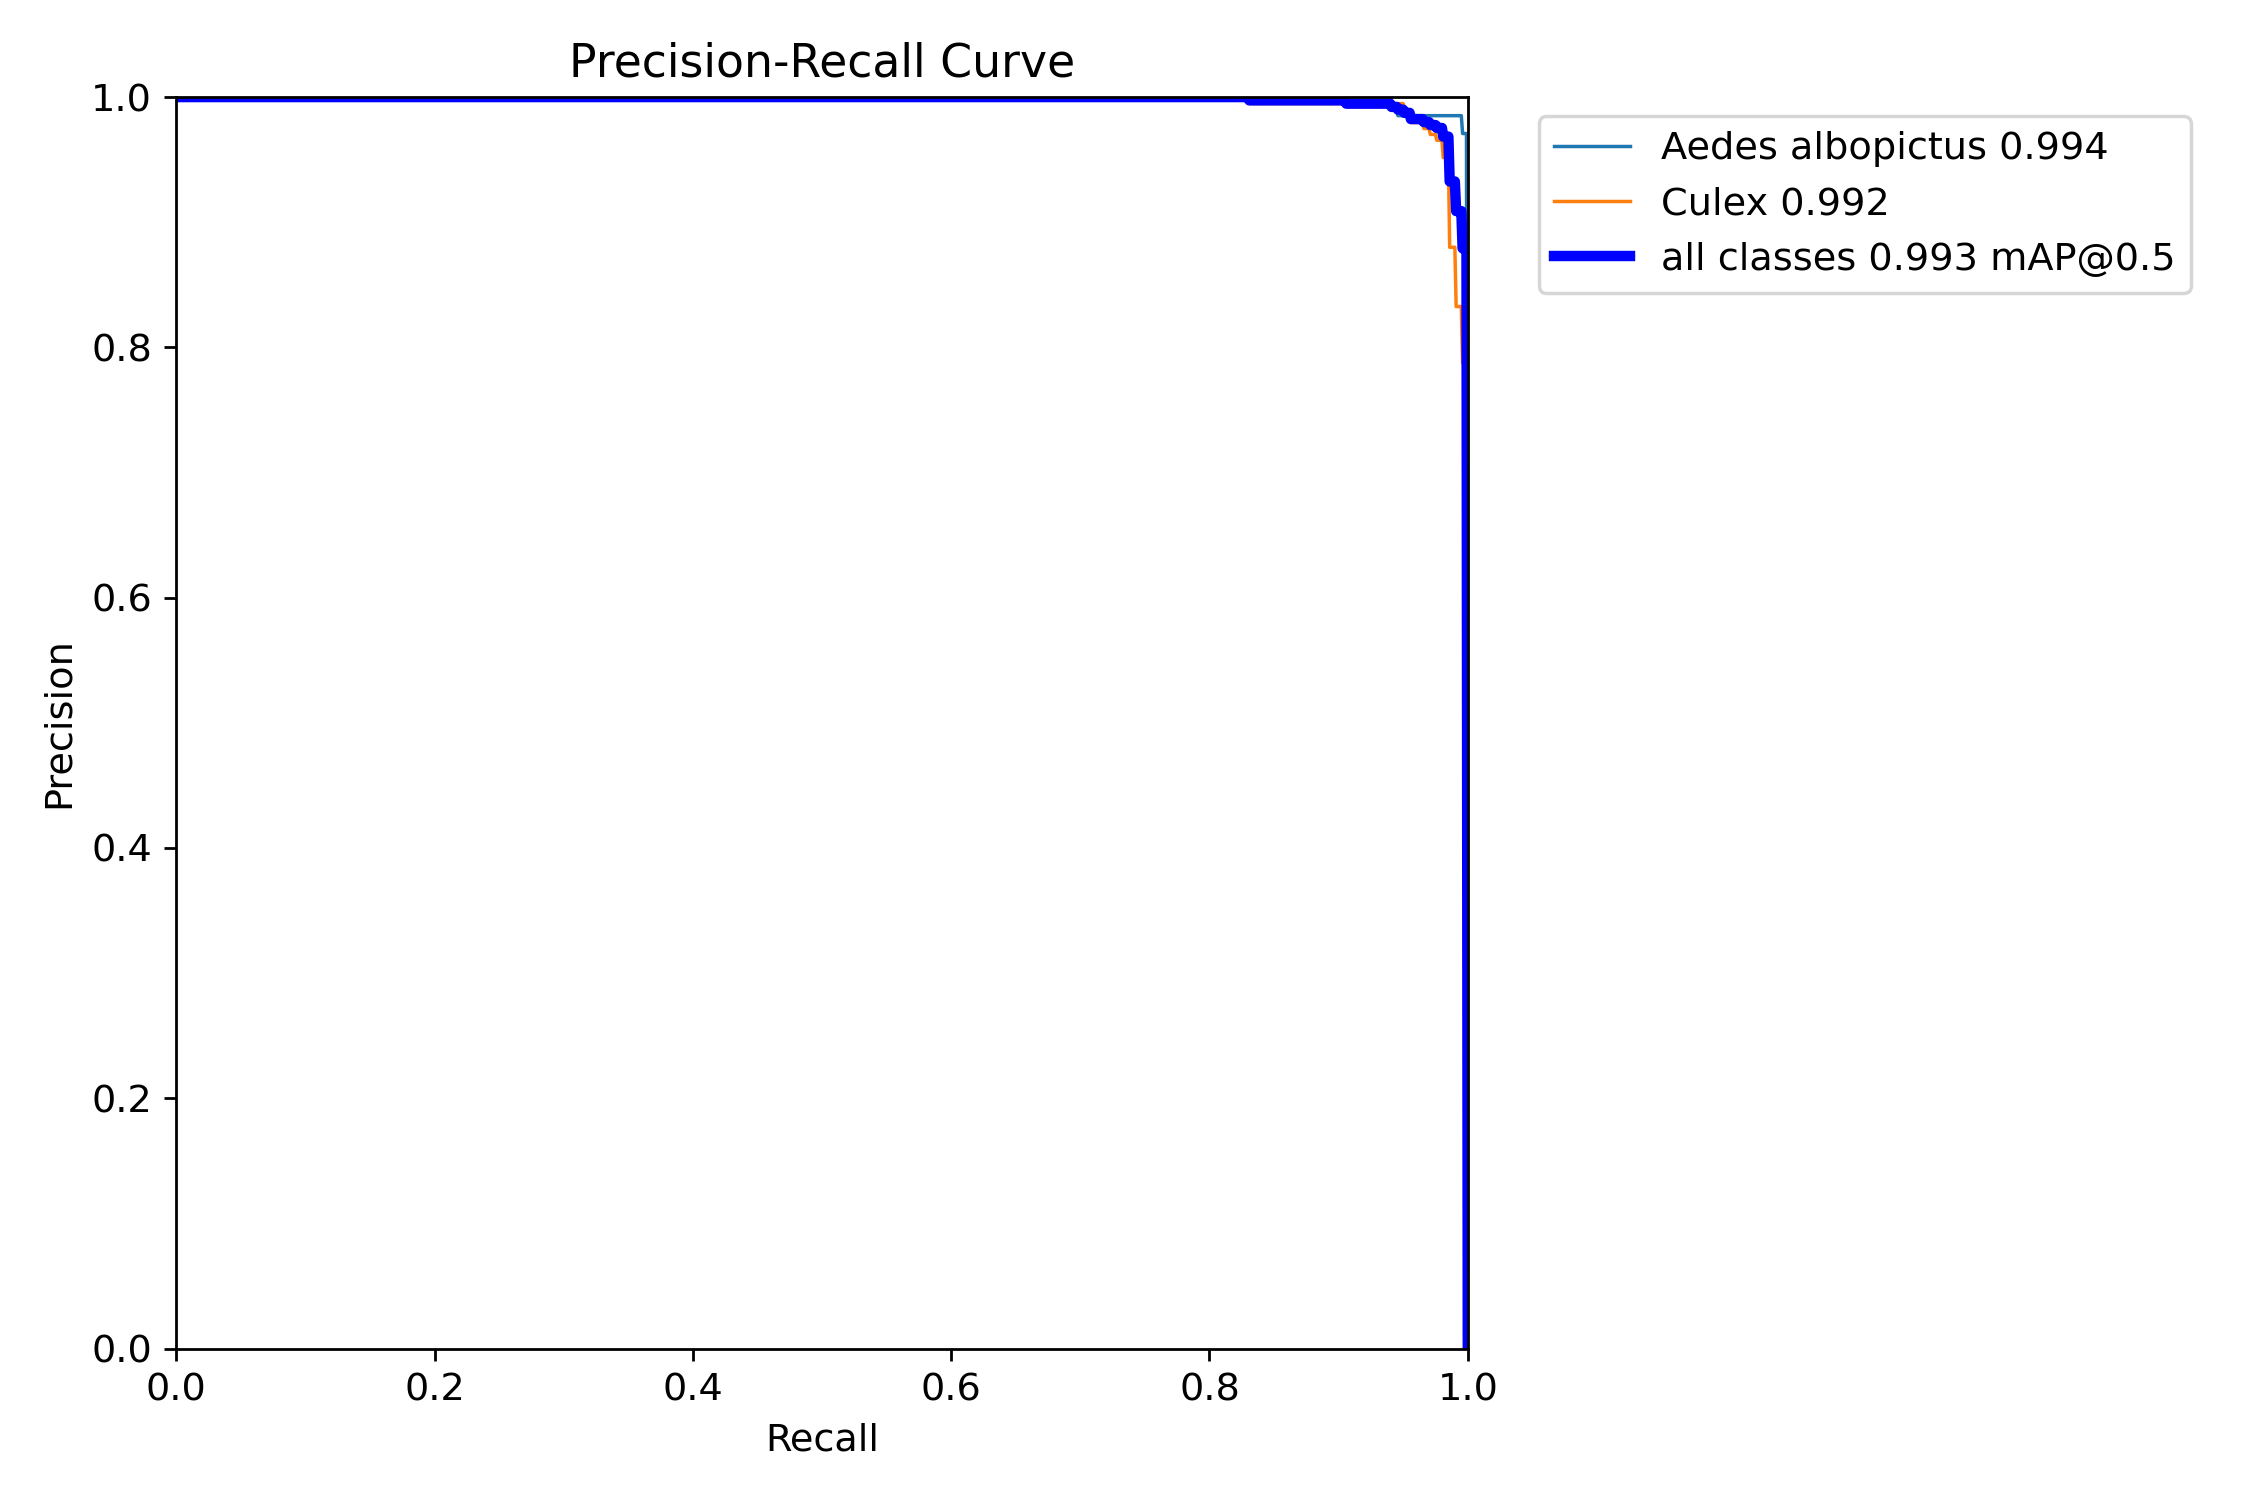 Precision-Recall Curve
1.0
0.8
0.6
0.4
0.2
0.0
Precision
0.0 0.2 0.4 0.6 0.8 1.0
Recall
Aedes albopictus 0.994
Culex 0.992
all classes 0.993 mAP@0.5